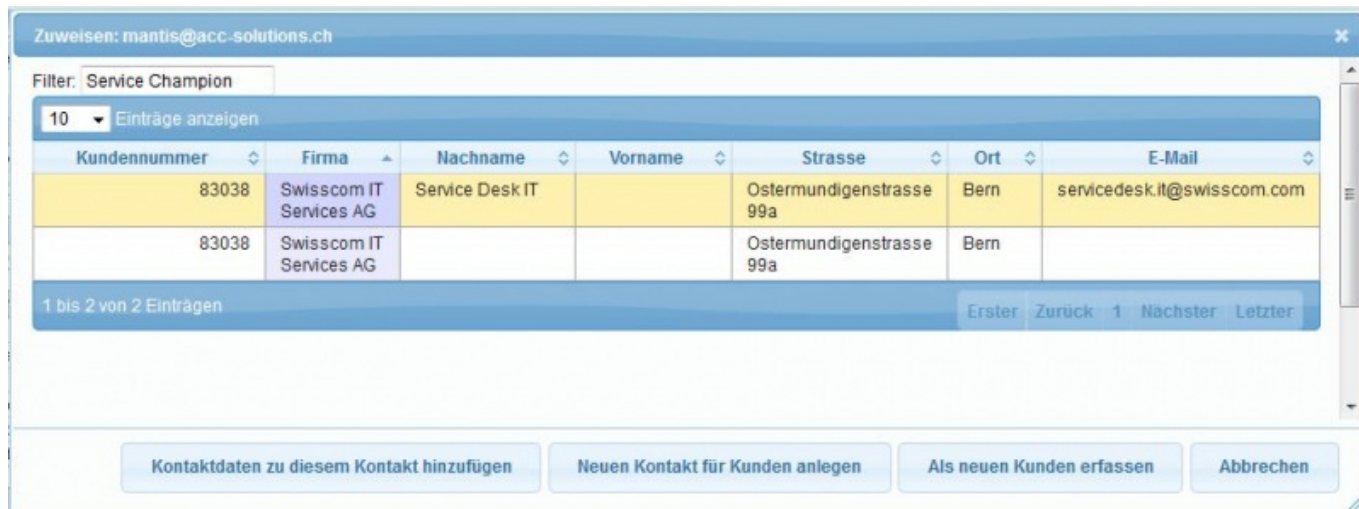 Zuweisen: mantis@acc-solutions.ch
Filter: Service Champion
10 Einträge anzeigen
Kundennummer Firma Nachname Vorname Strasse Ort E-Mail
83038 Swisscom IT Service Desk IT Ostermundigenstrasse Bern servicedesk.it@swisscom.com
Services AG 99a
83038 Swisscom IT Ostermundigenstrasse Bern
Services AG 99a
1 bis 2 von 2 Einträgen Erster Zurück 1 Nächster Letzter
Kontaktdaten zu diesem Kontakt hinzufügen Neuen Kontakt für Kunden anlegen Als neuen Kunden erfassen Abbrechen